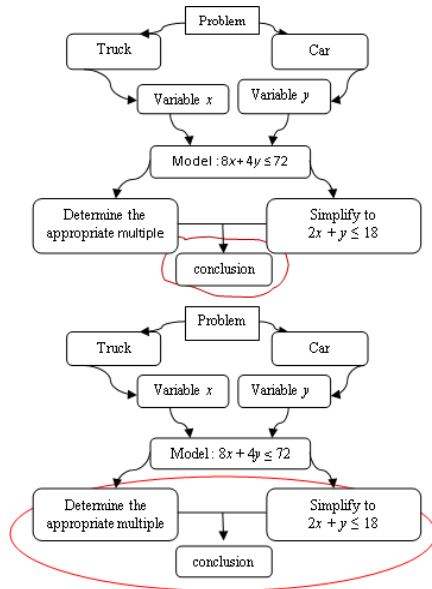 Problem
Truck
Car
Variable x
Variable y
Model : 8x+ 4y ≤ 72
Determine the
appropriate multiple
Simplify to
2x + y ≤ 18
conclusion
Problem
Truck
Car
Variable x
Variable y
Model : 8x + 4y ≤ 72
Determine the
appropriate multiple
Simplify to
2x + y ≤ 18
conclusion